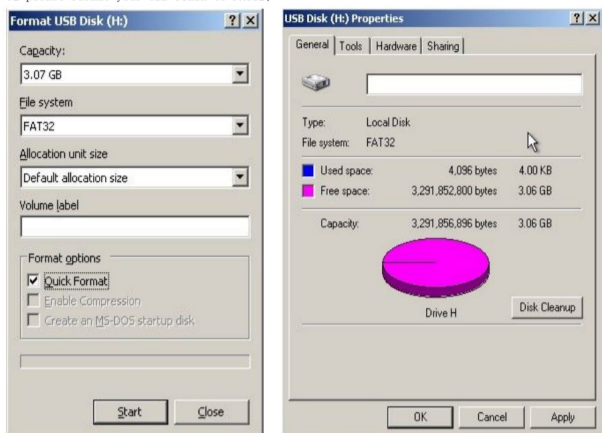 Format USB Disk (H:)
Capacity:
3.07 GB
File system
FAT32
Allocation unit size
Default allocation size
Volume label
Format options
Quick Format
Enable Compression
Create an MS-DOS startup disk
Start Close
USB Disk (H:) Properties
General Tools Hardware Sharing
Type: Local Disk
File system: FAT32
Used space: 4,096 bytes 4.00 KB
Free space: 3,291,852,800 bytes 3.06 GB
Capacity: 3,291,856,896 bytes 3.06 GB
Drive H
Disk Cleanup
OK Cancel Apply